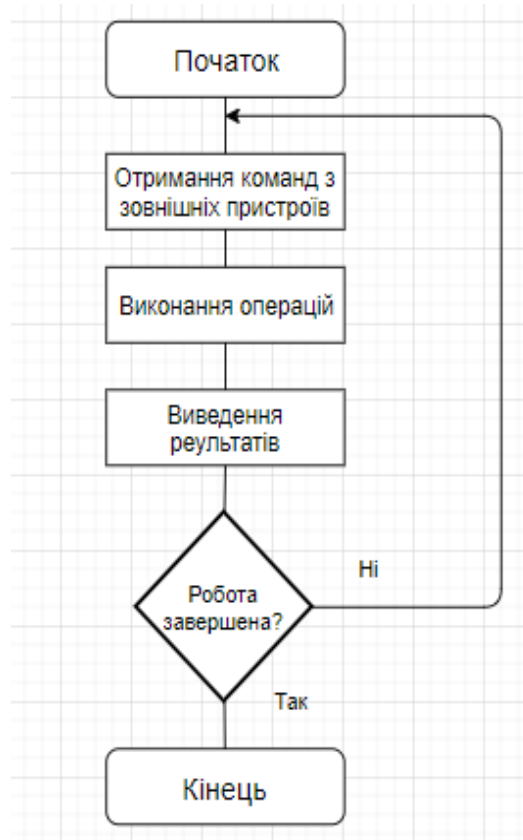 Початок
Отримання команд з
зовнішніх пристроїв
Виконання операцій
Виведення
реультатів
Ні
Робота
завершена?
Так
Кінець